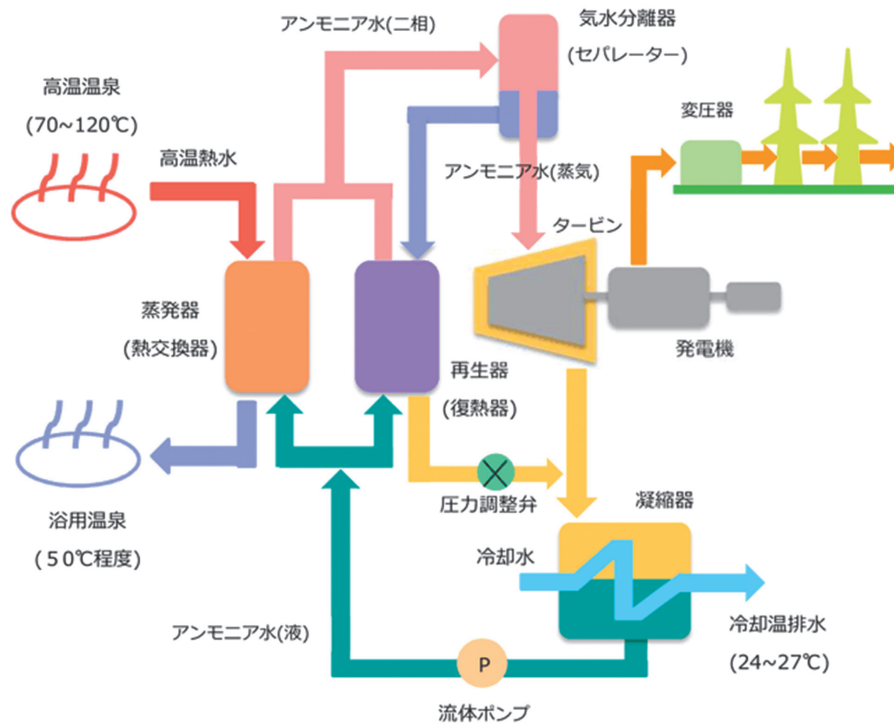 アンモニア水(二相)
気水分離器
(セパレーター)
高温温泉
(70~120℃)
高温熱水
変圧器
アンモニア水(蒸気)
タービン
蒸発器
(熱交換器)
再生器
(復熱器)
発電機
浴用温泉
(５０℃程度)
圧力調整弁
凝縮器
冷却水
冷却温排水
(24~27℃)
アンモニア水(液)
P
流体ポンプ